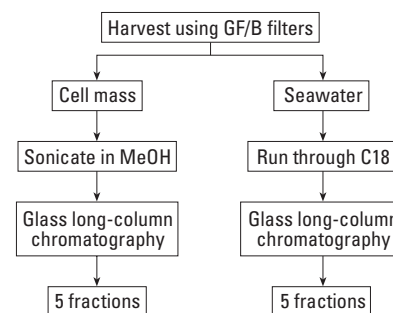 Harvest using GF/B filters
Cell mass
Seawater
Sonicate in MeOH
Run through C18
Glass long-column
chromatography
Glass long-column
chromatography
5 fractions
5 fractions